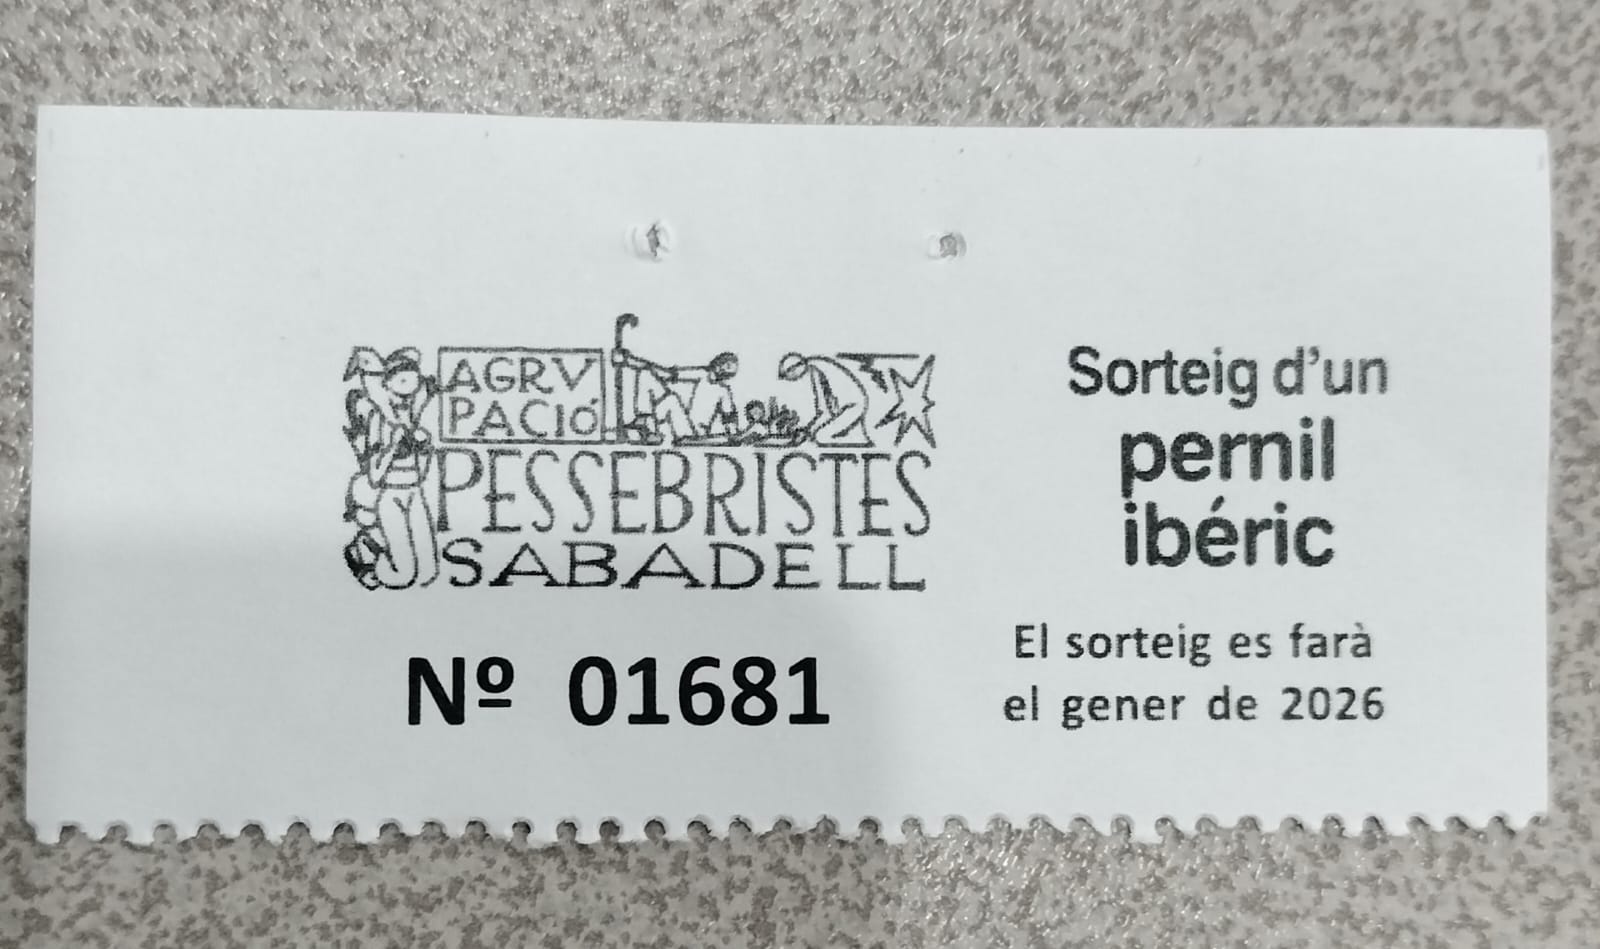 AGRV
PACIÓ
PESSEBRISTES
SABADELL
Nº 01681
Sorteig d'un
pernil
ibéric
El sorteig es farà
el gener de 2026